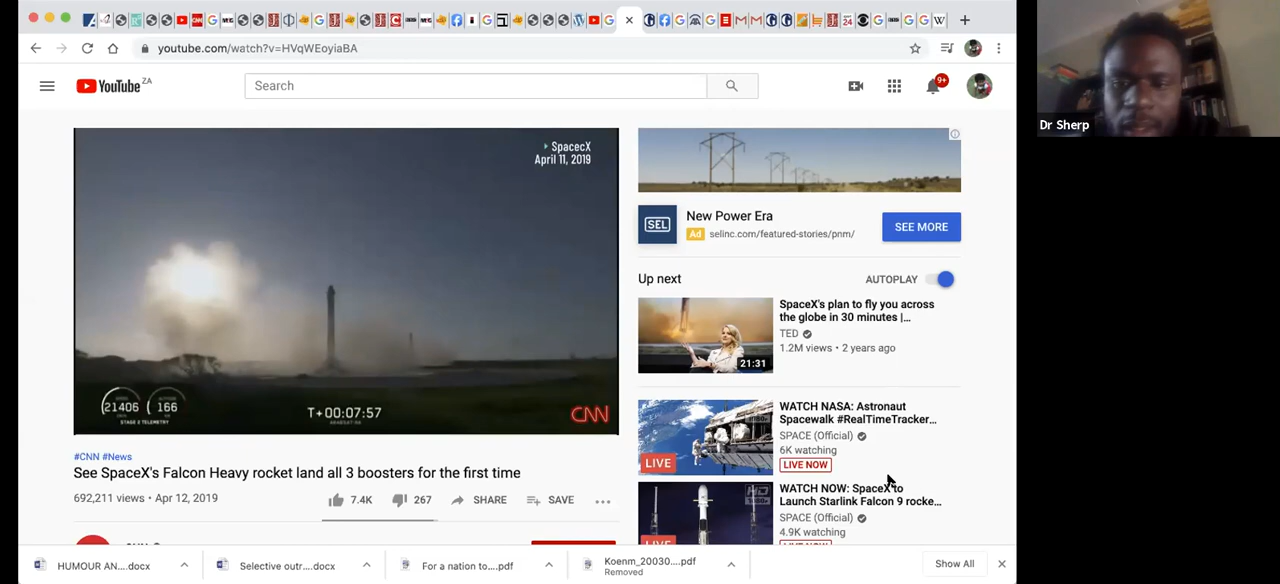 youtube.com/watch?v=HVqWEoyiaBA
YouTube ZA
Search
9+
Dr Sherp
SpacecX
April 11, 2019
21406
166
STAGE 2 TELEMETRY
T+00:07:57
CNN
New Power Era
SEL
Ad selinc.com/featured-stories/pnm/
SEE MORE
Up next
AUTOPLAY
SpaceX's plan to fly you across
the globe in 30 minutes |...
TED
1.2M views • 2 years ago
21:31
WATCH NASA: Astronaut
Spacewalk #RealTimeTracker...
SPACE (Official)
6K watching
LIVE
LIVE NOW
WATCH NOW: SpaceX to
Launch Starlink Falcon 9 rocke...
SPACE (Official)
4.9K watching
#CNN #News
See SpaceX's Falcon Heavy rocket land all 3 boosters for the first time
692,211 views • Apr 12, 2019
7.4K
267
SHARE
SAVE
HUMOUR AN....docx
Selective outr....docx
For a nation to....pdf
Koenm_20030....pdf
Removed
Show All